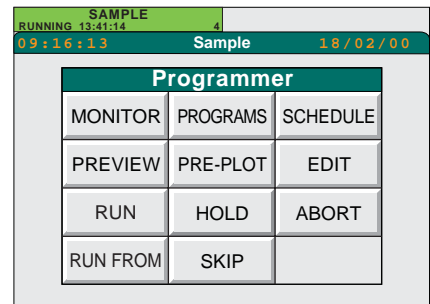 SAMPLE
RUNNING 13:41:14 4
09:16:13 Sample 18/02/00
Programmer
MONITOR PROGRAMS SCHEDULE
PREVIEW PRE-PLOT EDIT
RUN HOLD ABORT
RUN FROM SKIP